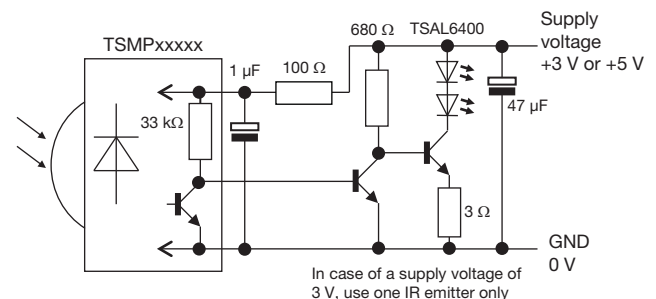 TSMPxxxxx
680 Ω
TSAL6400
Supply
voltage
+3 V or +5 V
1 µF
100 Ω
33 kΩ
47 µF
3 Ω
GND
0 V
In case of a supply voltage of
3 V, use one IR emitter only